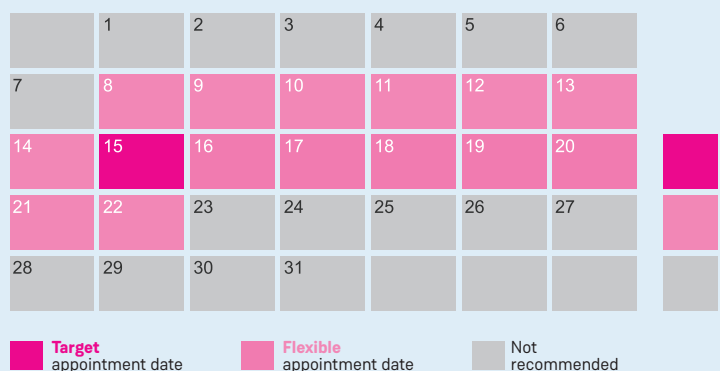 1 2 3 4 5 6
7 8 9 10 11 12 13
14 15 16 17 18 19 20
21 22 23 24 25 26 27
28 29 30 31
Target
appointment date
Flexible
appointment date
Not
recommended